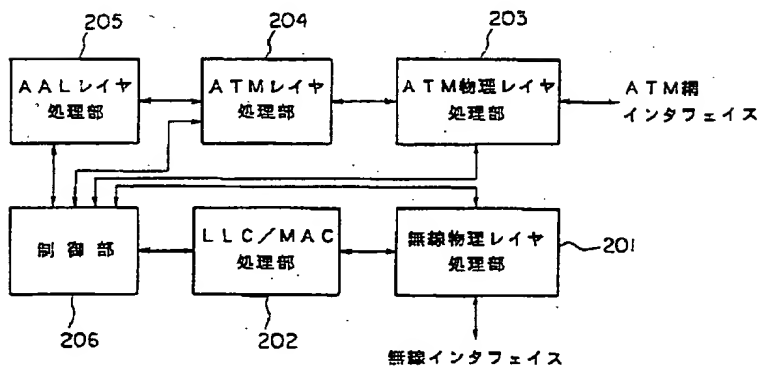 205
204
203
AALレイヤ
処理部
ATMレイヤ
処理部
ATM物理レイヤ
処理部
ATM網
インタフェイス
制御部
LLC/MAC
処理部
無線物理レイヤ
処理部
201
206
202
無線インタフェイス